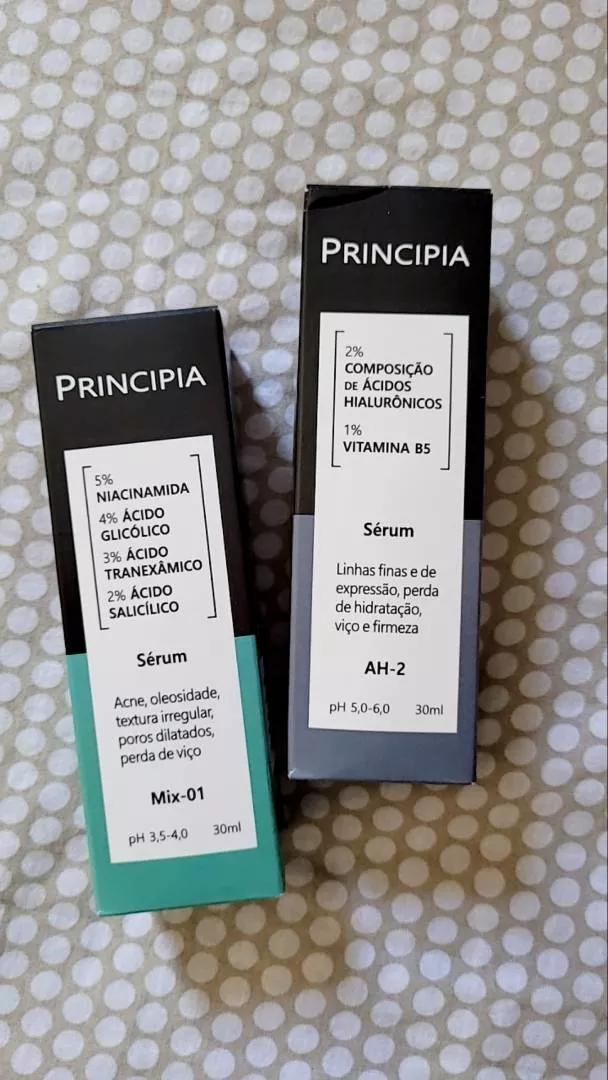 PRINCIPIA
5%
NIACINAMIDA
4% ÁCIDO
GLICÓLICO
3% ÁCIDO
TRANEXÂMICO
2% ÁCIDO
SALICÍLICO
Sérum
Acne, oleosidade,
textura irregular,
poros dilatados,
perda de viço
Mix-01
pH 3,5-4,0 30ml
PRINCIPIA
2%
COMPOSIÇÃO
DE ÁCIDOS
HIALURÔNICOS
1%
VITAMINA B5
Sérum
Linhas finas e de
expressão, perda
de hidratação,
viço e firmeza
AH-2
pH 5,0-6,0 30ml